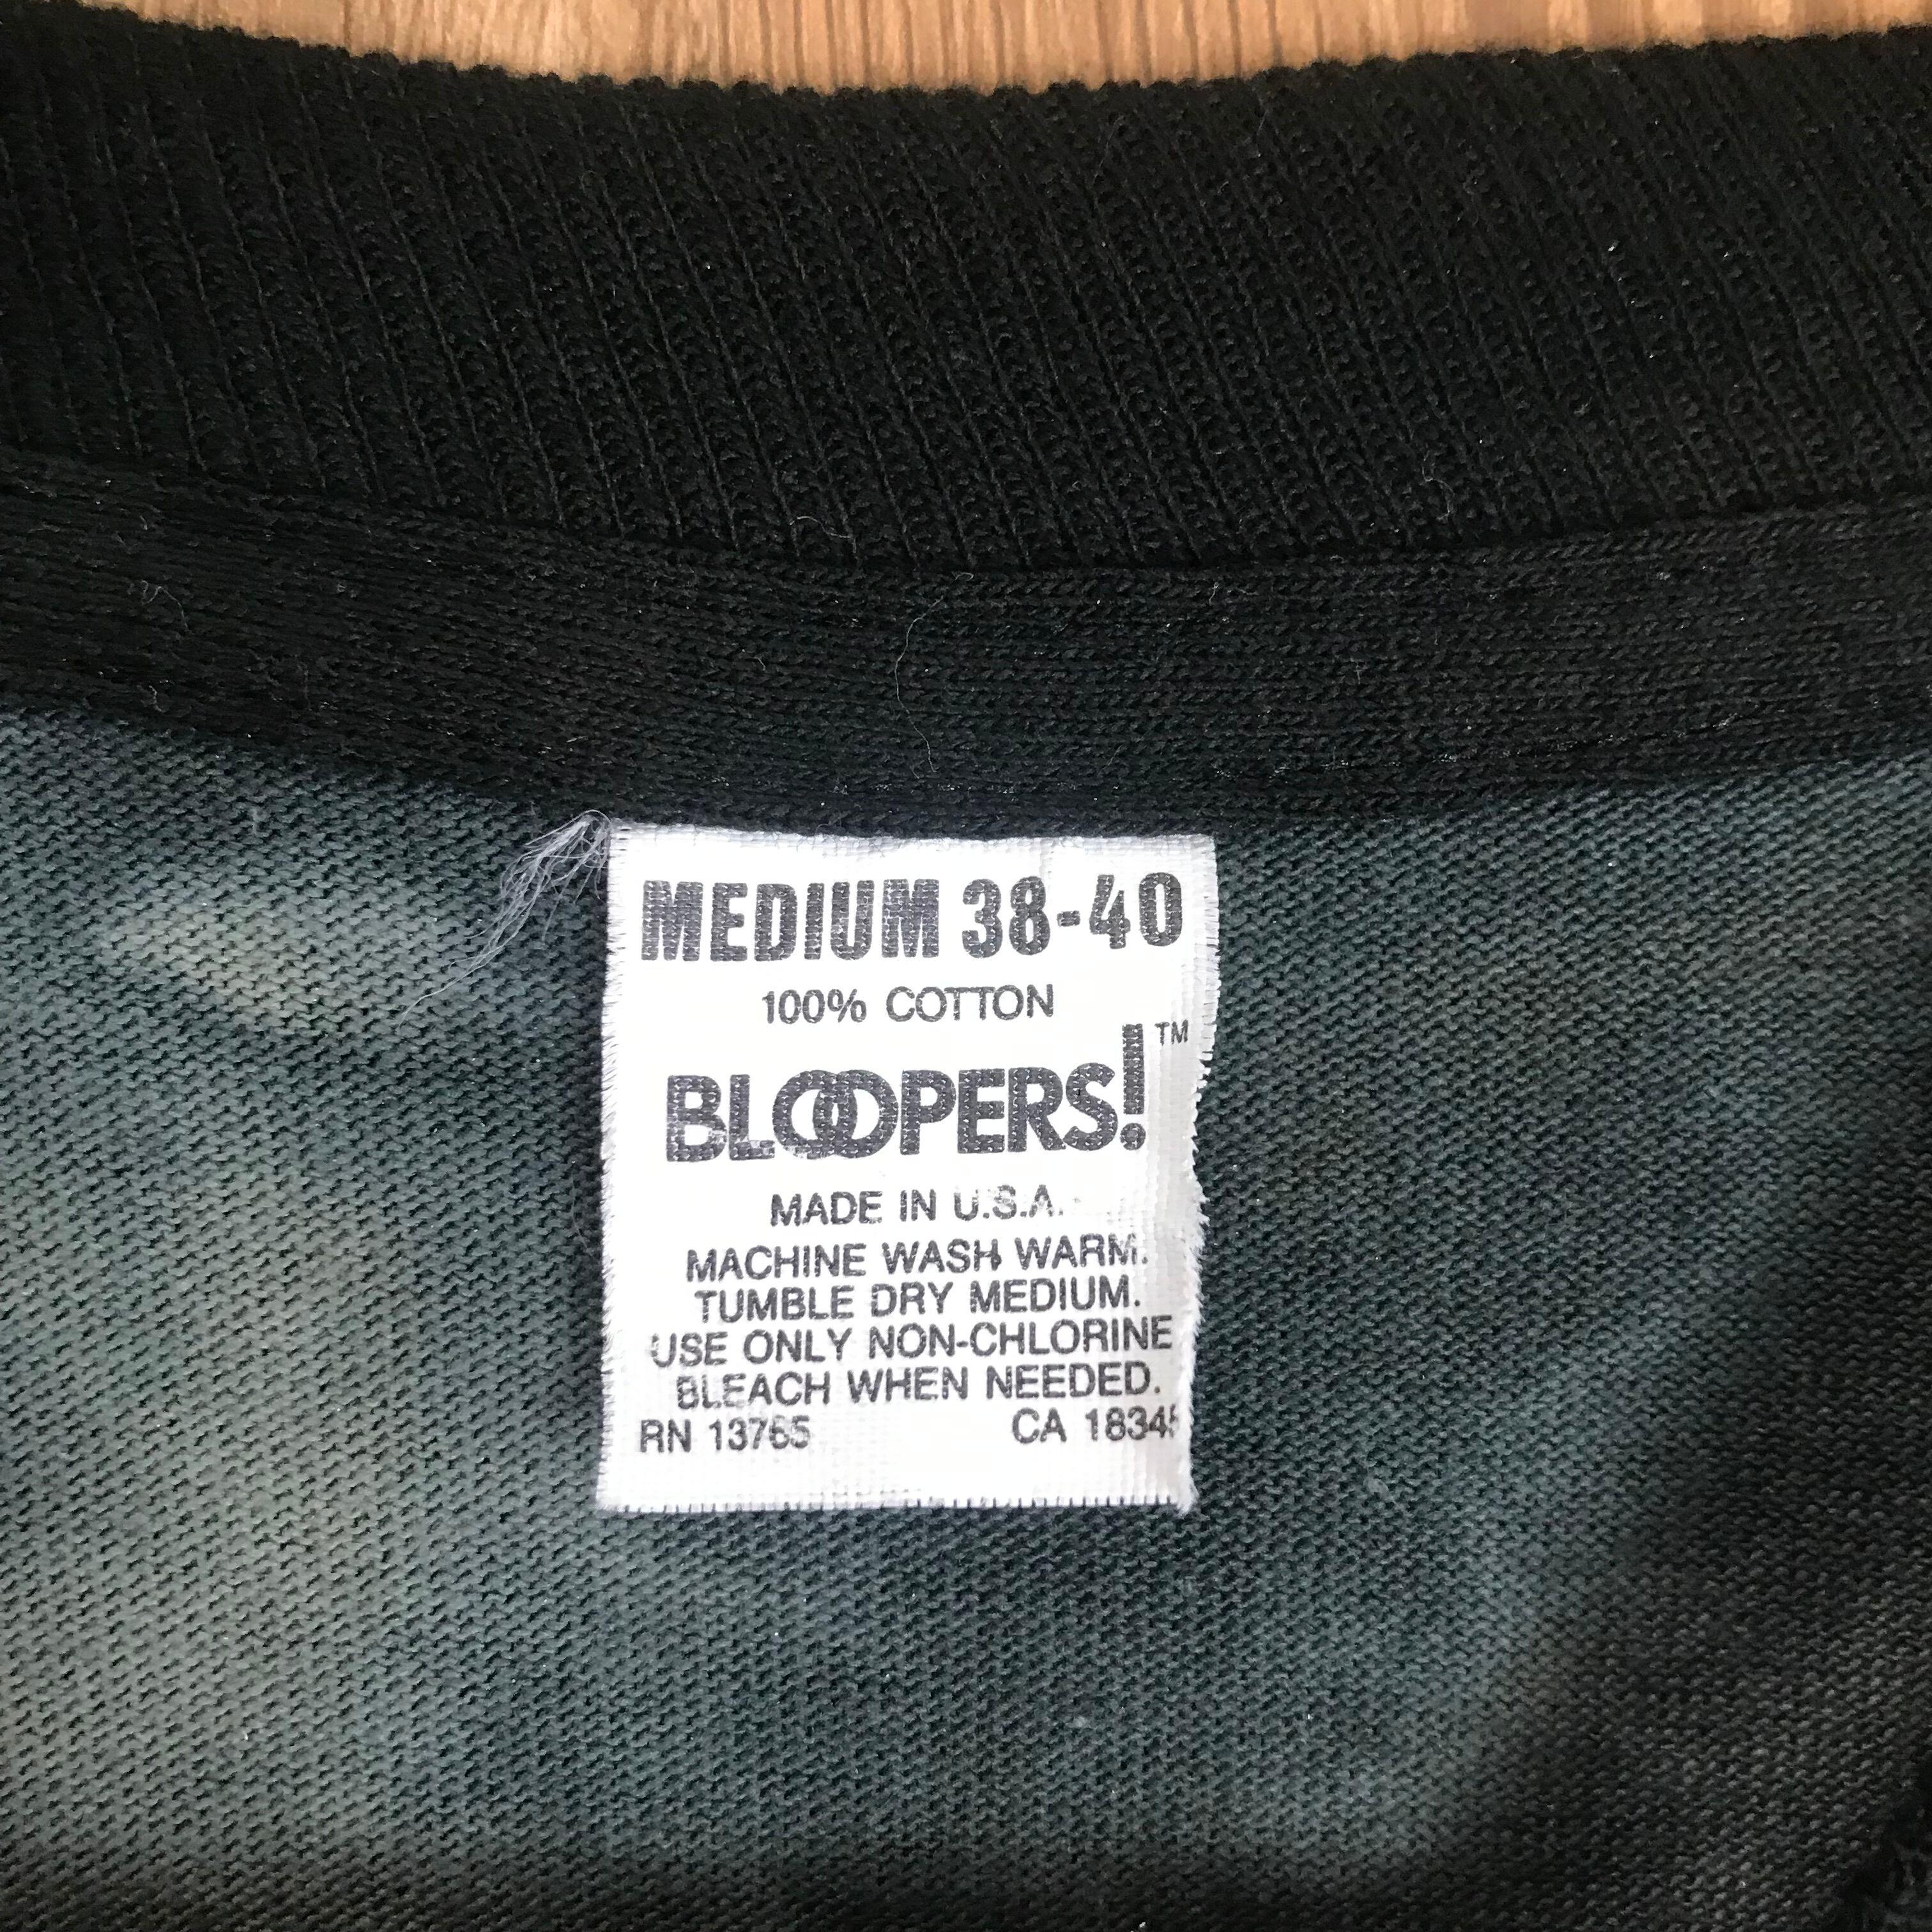 MEDIUM 38-40
100% COTTON
BLOOPERS!™
MADE IN U.S.A.
MACHINE WASH WARM.
TUMBLE DRY MEDIUM.
USE ONLY NON-CHLORINE
BLEACH WHEN NEEDED.
RN 13765 CA